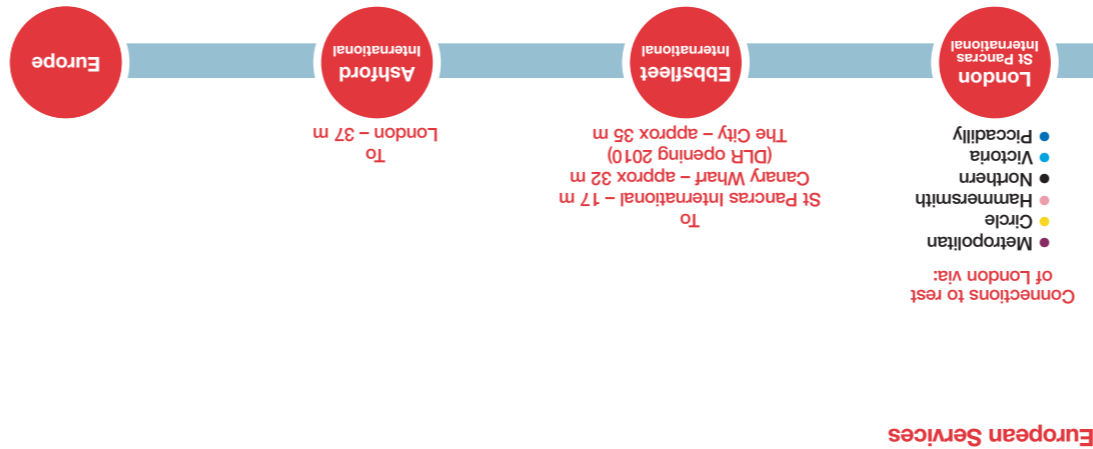 European Services
Connections to rest
of London via:
Metropolitan
Circle
Hammersmith
Northern
Victoria
Piccadilly
London
St Pancras
International
To
St Pancras International – 17 m
Canary Wharf – approx 32 m
(DLR opening 2010)
The City – approx 35 m
Ebbsfleet
International
To
London – 37 m
Ashford
International
Europe